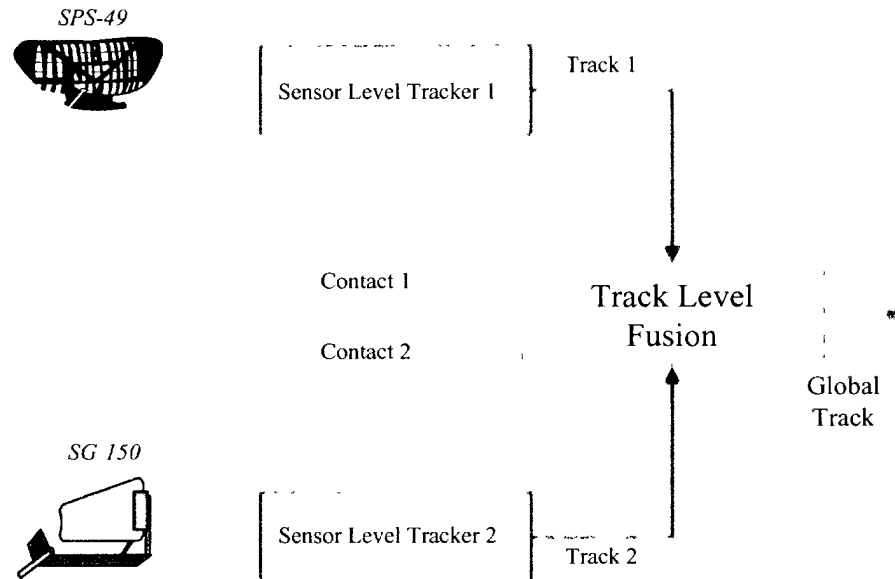 SPS-49
Sensor Level Tracker 1
Track 1
Contact 1
Contact 2
Track Level
Fusion
Global
Track
SG 150
Sensor Level Tracker 2
Track 2